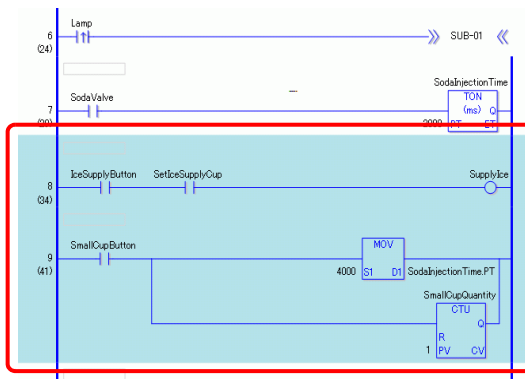 Lamp
6
(24)
SUB-01
SodaInjectionTime
SodaValve
TON
7
(ms) Q
PT ET
IceSupplyButton SetIceSupplyCup SupplyIce
8
(34)
SmallCupButton
MOV
9
(41)
4000 S1 D1 SodaInjectionTime.PT
SmallCupQuantity
CTU
Q
R
1 PV CV